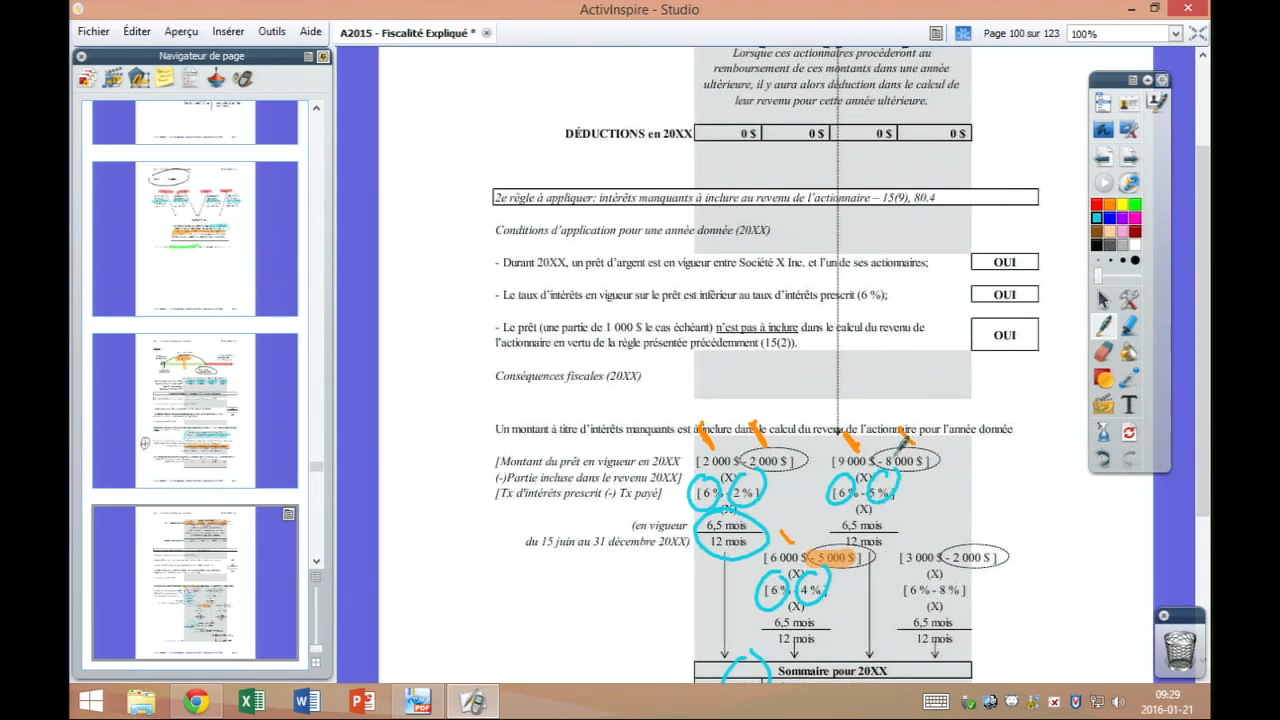 ActivInspire - Studio
Fichier Éditer Aperçu Insérer Outils Aide
A2015 - Fiscalité Expliqué *
Page 100 sur 123
100%
Navigateur de page
Lorsque ces actionnaires procéderont au
remboursement de ces montants dans une année
ultérieure, il y aura alors déduction dans le calcul de
leur revenu pour cette année ultérieure.
DÉDUCTIONS en 20XX 0 $ 0 $ 0 $ 0 $
2e règle à appliquer: intérêts manquants à inclure au revenu de l'actionnaire – 15(9), 80.4
Conditions d'application pour une année donnée (20XX)
- Durant 20XX, un prêt d'argent est en vigueur entre Société X Inc. et l'un de ses actionnaires; OUI
- Le taux d'intérêts en vigueur sur le prêt est inférieur au taux d'intérêts prescrit (6 %); OUI
- Le prêt (une partie de 1 000 $ le cas échéant) n'est pas à inclure dans le calcul du revenu de
l'actionnaire en vertu de la règle présentée précédemment (15(2)). OUI
Conséquences fiscales (20XX)
Un montant à titre d'intérêts manquants est à inclure dans le calcul du revenu de l'actionnaire pour l'année donnée
[Montant du prêt en vigueur en 20XX [ 2 000 $ - 2 000 $ ] [ 9 000 $ - 8 000 $ ]
(-)Partie incluse dans le revenu 20XX] (X) (X)
[Tx d'intérêts prescrit (-) Tx payé] [ 6 % - 2 % ] [ 6 % - 5 % ]
(X) (X)
(en vigueur 6,5 mois 6,5 mois
du 15 juin au 31 décembre 20XX) 12 mois 12 mois
[ 6 000 $ - 5 000 $ ] [ 3 000 $ - 2 000 $ ]
(X) (X)
[ 6 % - 4 % ] [ 6 % - 8 % ]
(X) (X)
6,5 mois 6,5 mois
12 mois 12 mois
Sommaire pour 20XX
09:29
2016-01-21